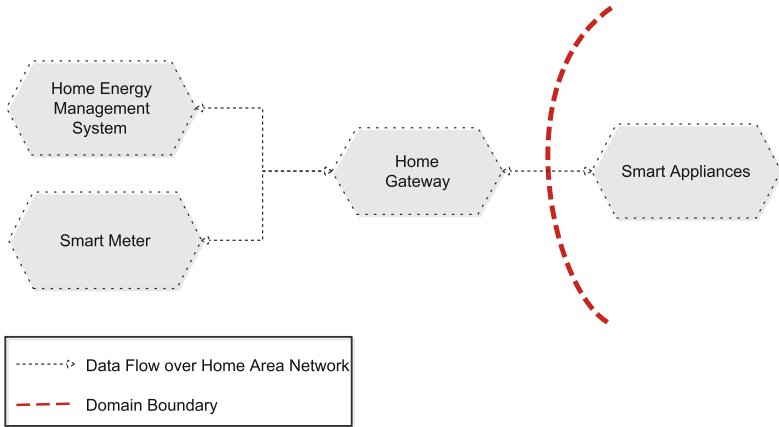 Home Energy
Management
System
Home
Gateway
Smart Appliances
Smart Meter
Data Flow over Home Area Network
Domain Boundary